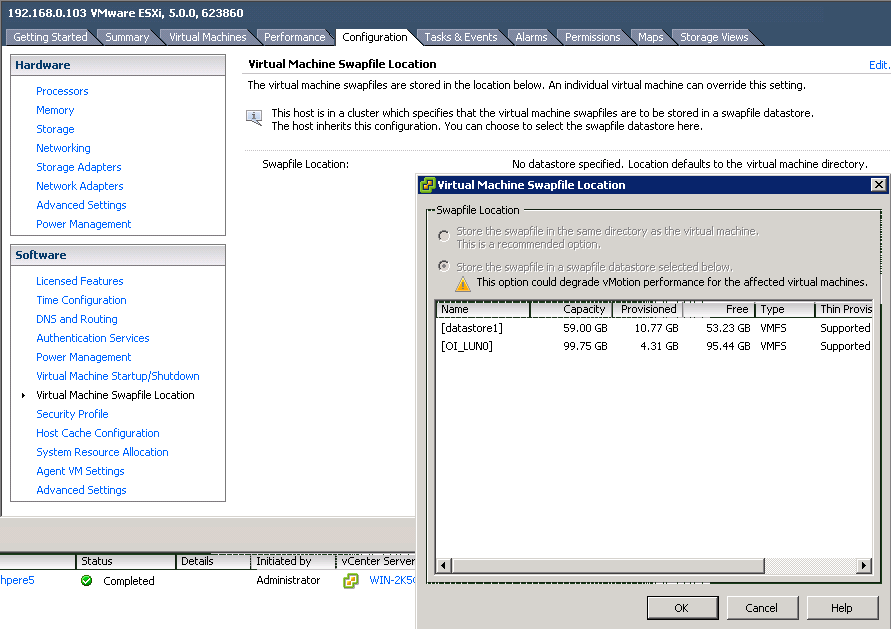 192.168.0.103 VMware ESXi, 5.0.0, 623860
Getting Started Summary Virtual Machines Performance Configuration Tasks & Events Alarms Permissions Maps Storage Views
Hardware
Processors
Memory
Storage
Networking
Storage Adapters
Network Adapters
Advanced Settings
Power Management
Software
Licensed Features
Time Configuration
DNS and Routing
Authentication Services
Power Management
Virtual Machine Startup/Shutdown
Virtual Machine Swapfile Location
Security Profile
Host Cache Configuration
System Resource Allocation
Agent VM Settings
Advanced Settings
Virtual Machine Swapfile Location
Edit.
The virtual machine swapfiles are stored in the location below. An individual virtual machine can override this setting.
This host is in a cluster which specifies that the virtual machine swapfiles are to be stored in a swapfile datastore.
The host inherits this configuration. You can choose to select the swapfile datastore here.
Swapfile Location: No datastore specified. Location defaults to the virtual machine directory.
Virtual Machine Swapfile Location
Swapfile Location
Store the swapfile in the same directory as the virtual machine.
This is a recommended option.
Store the swapfile in a swapfile datastore selected below.
This option could degrade vMotion performance for the affected virtual machines.
Name Capacity Provisioned Free Type Thin Provis
[datastore1] 59.00 GB 10.77 GB 53.23 GB VMFS Supported
[OI_LUN0] 99.75 GB 4.31 GB 95.44 GB VMFS Supported
OK Cancel Help
Status Details Initiated by vCenter Server
hpere5 Completed Administrator WIN-2K5